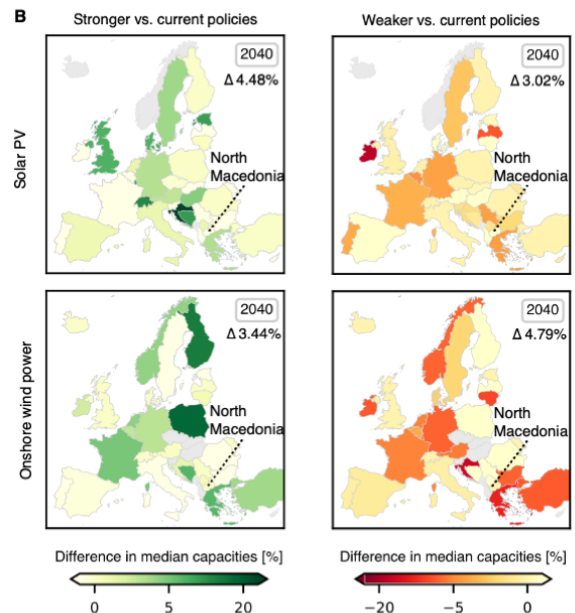 B
Stronger vs. current policies
Weaker vs. current policies
Solar PV
2040
Δ 4.48%
North
Macedonia
2040
Δ 3.02%
North
Macedonia
Onshore wind power
2040
Δ 3.44%
North
Macedonia
2040
Δ 4.79%
North
Macedonia
Difference in median capacities [%]
0 5 20
Difference in median capacities [%]
−20 −5 0